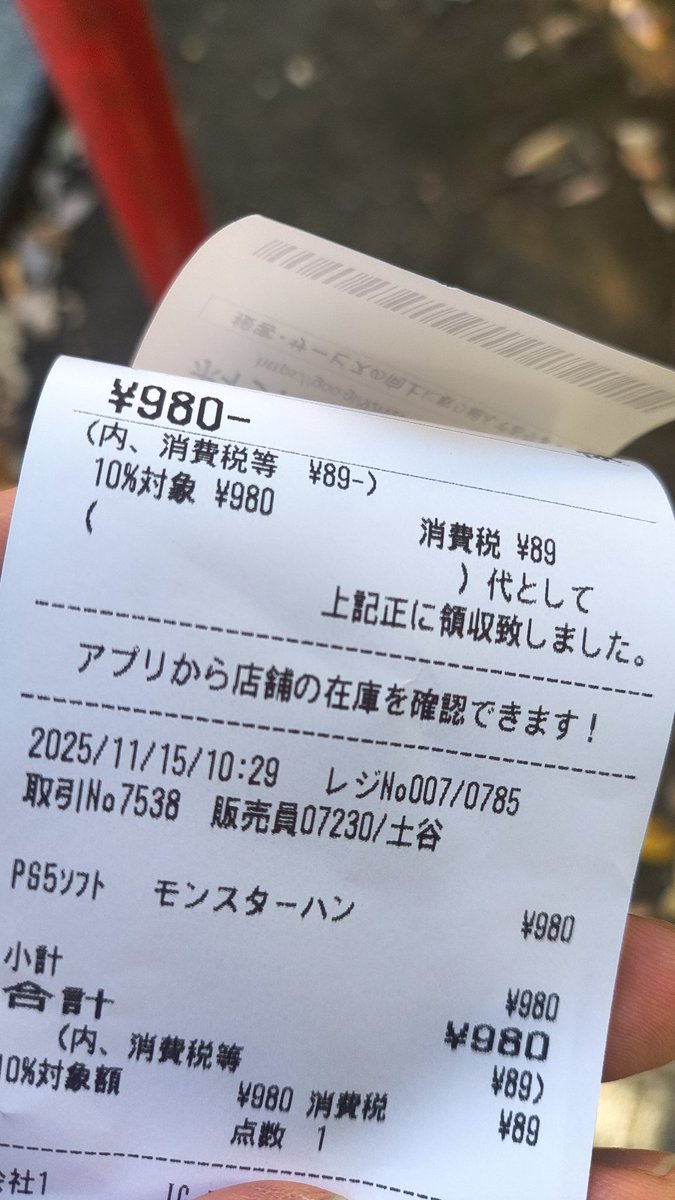 ¥980-
(内、消費税等 ¥89-)
10%対象 ¥980
消費税 ¥89
( ) 代として
上記正に領収致しました。
アプリから店舗の在庫を確認できます!
2025/11/15/10:29 レジNo007/0785
取引No7538 販売員07230/土谷
PS5ソフト モンスターハン ¥980
小計 ¥980
合計 ¥980
(内、消費税等 ¥89)
10%対象額 ¥980 消費税 ¥89
点数 1
会社1 IC